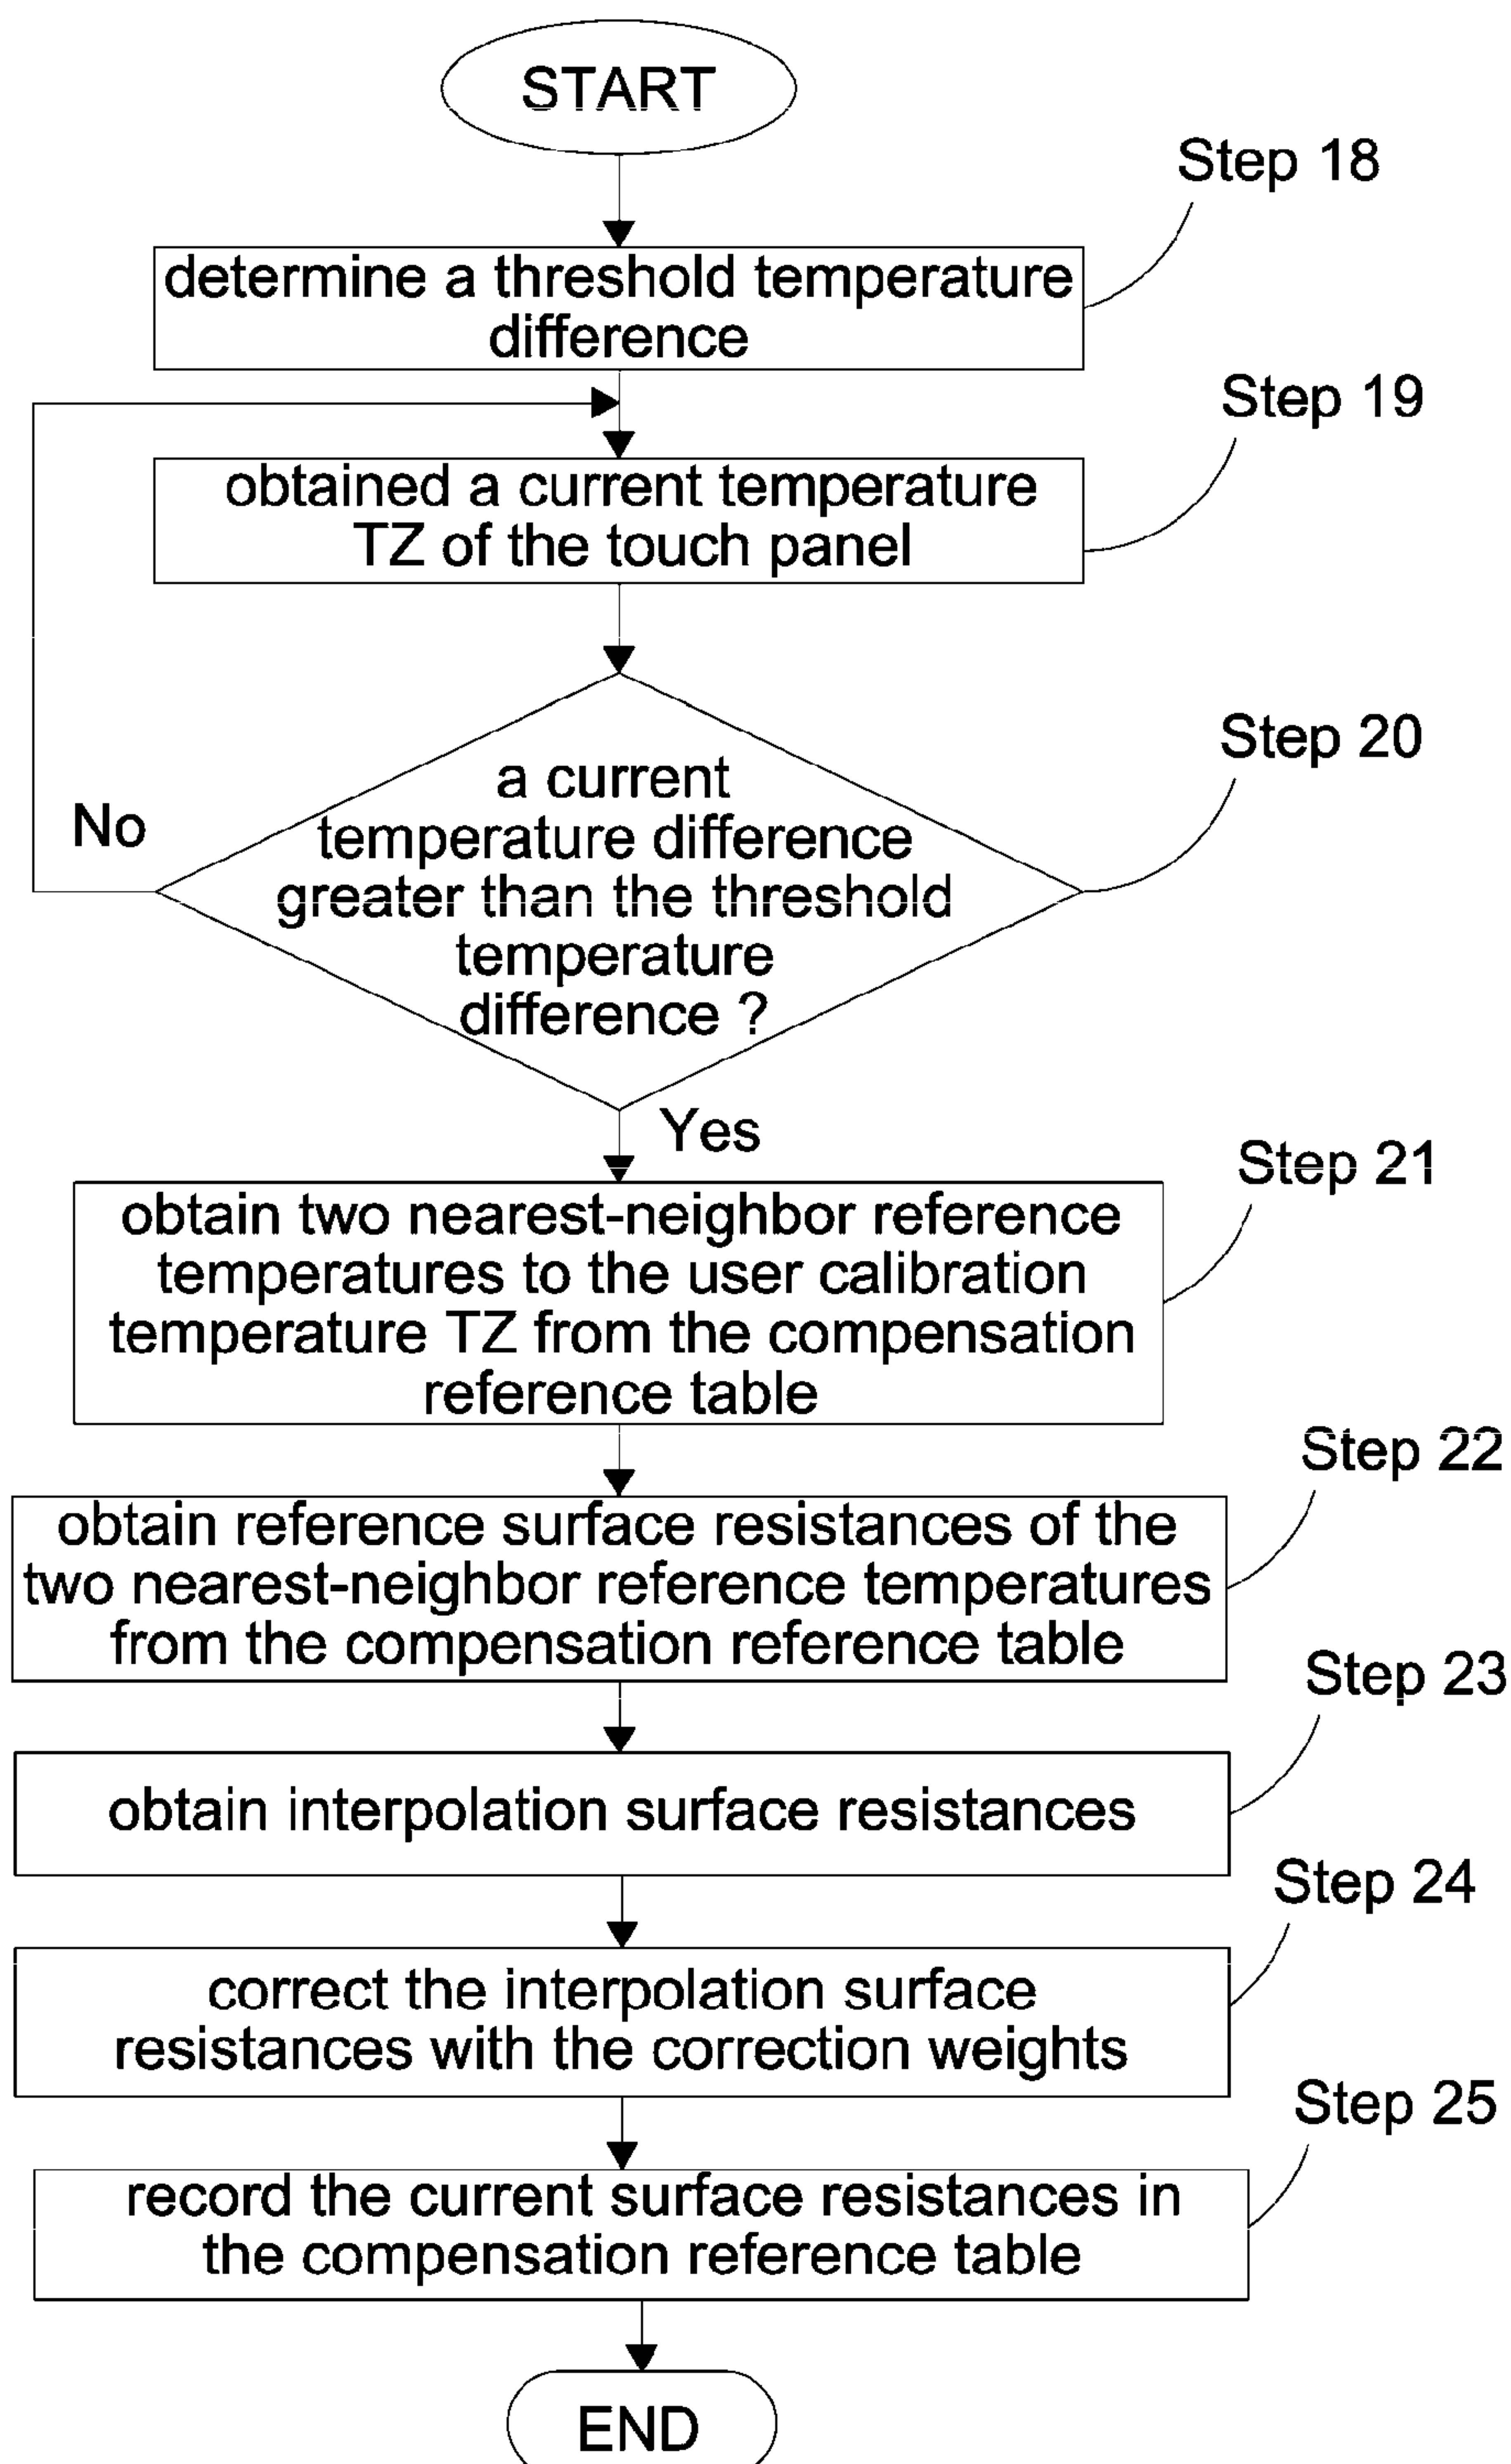 START
Step 18
determine a threshold temperature
difference
Step 19
obtained a current temperature
TZ of the touch panel
Step 20
a current
temperature difference
greater than the threshold
temperature
difference ?
No
Yes
Step 21
obtain two nearest-neighbor reference
temperatures to the user calibration
temperature TZ from the compensation
reference table
Step 22
obtain reference surface resistances of the
two nearest-neighbor reference temperatures
from the compensation reference table
Step 23
obtain interpolation surface resistances
Step 24
correct the interpolation surface
resistances with the correction weights
Step 25
record the current surface resistances in
the compensation reference table
END